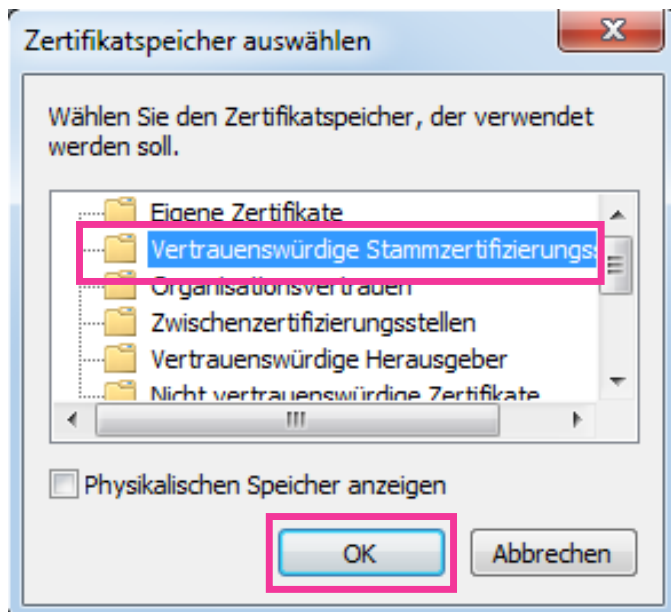 Zertifikatspeicher auswählen
Wählen Sie den Zertifikatspeicher, der verwendet
werden soll.
Eigene Zertifikate
Vertrauenswürdige Stammzertifizierungss
Organisationsvertrauen
Zwischenzertifizierungsstellen
Vertrauenswürdige Herausgeber
Nicht vertrauenswürdige Zertifikate
Physikalischen Speicher anzeigen
OK
Abbrechen